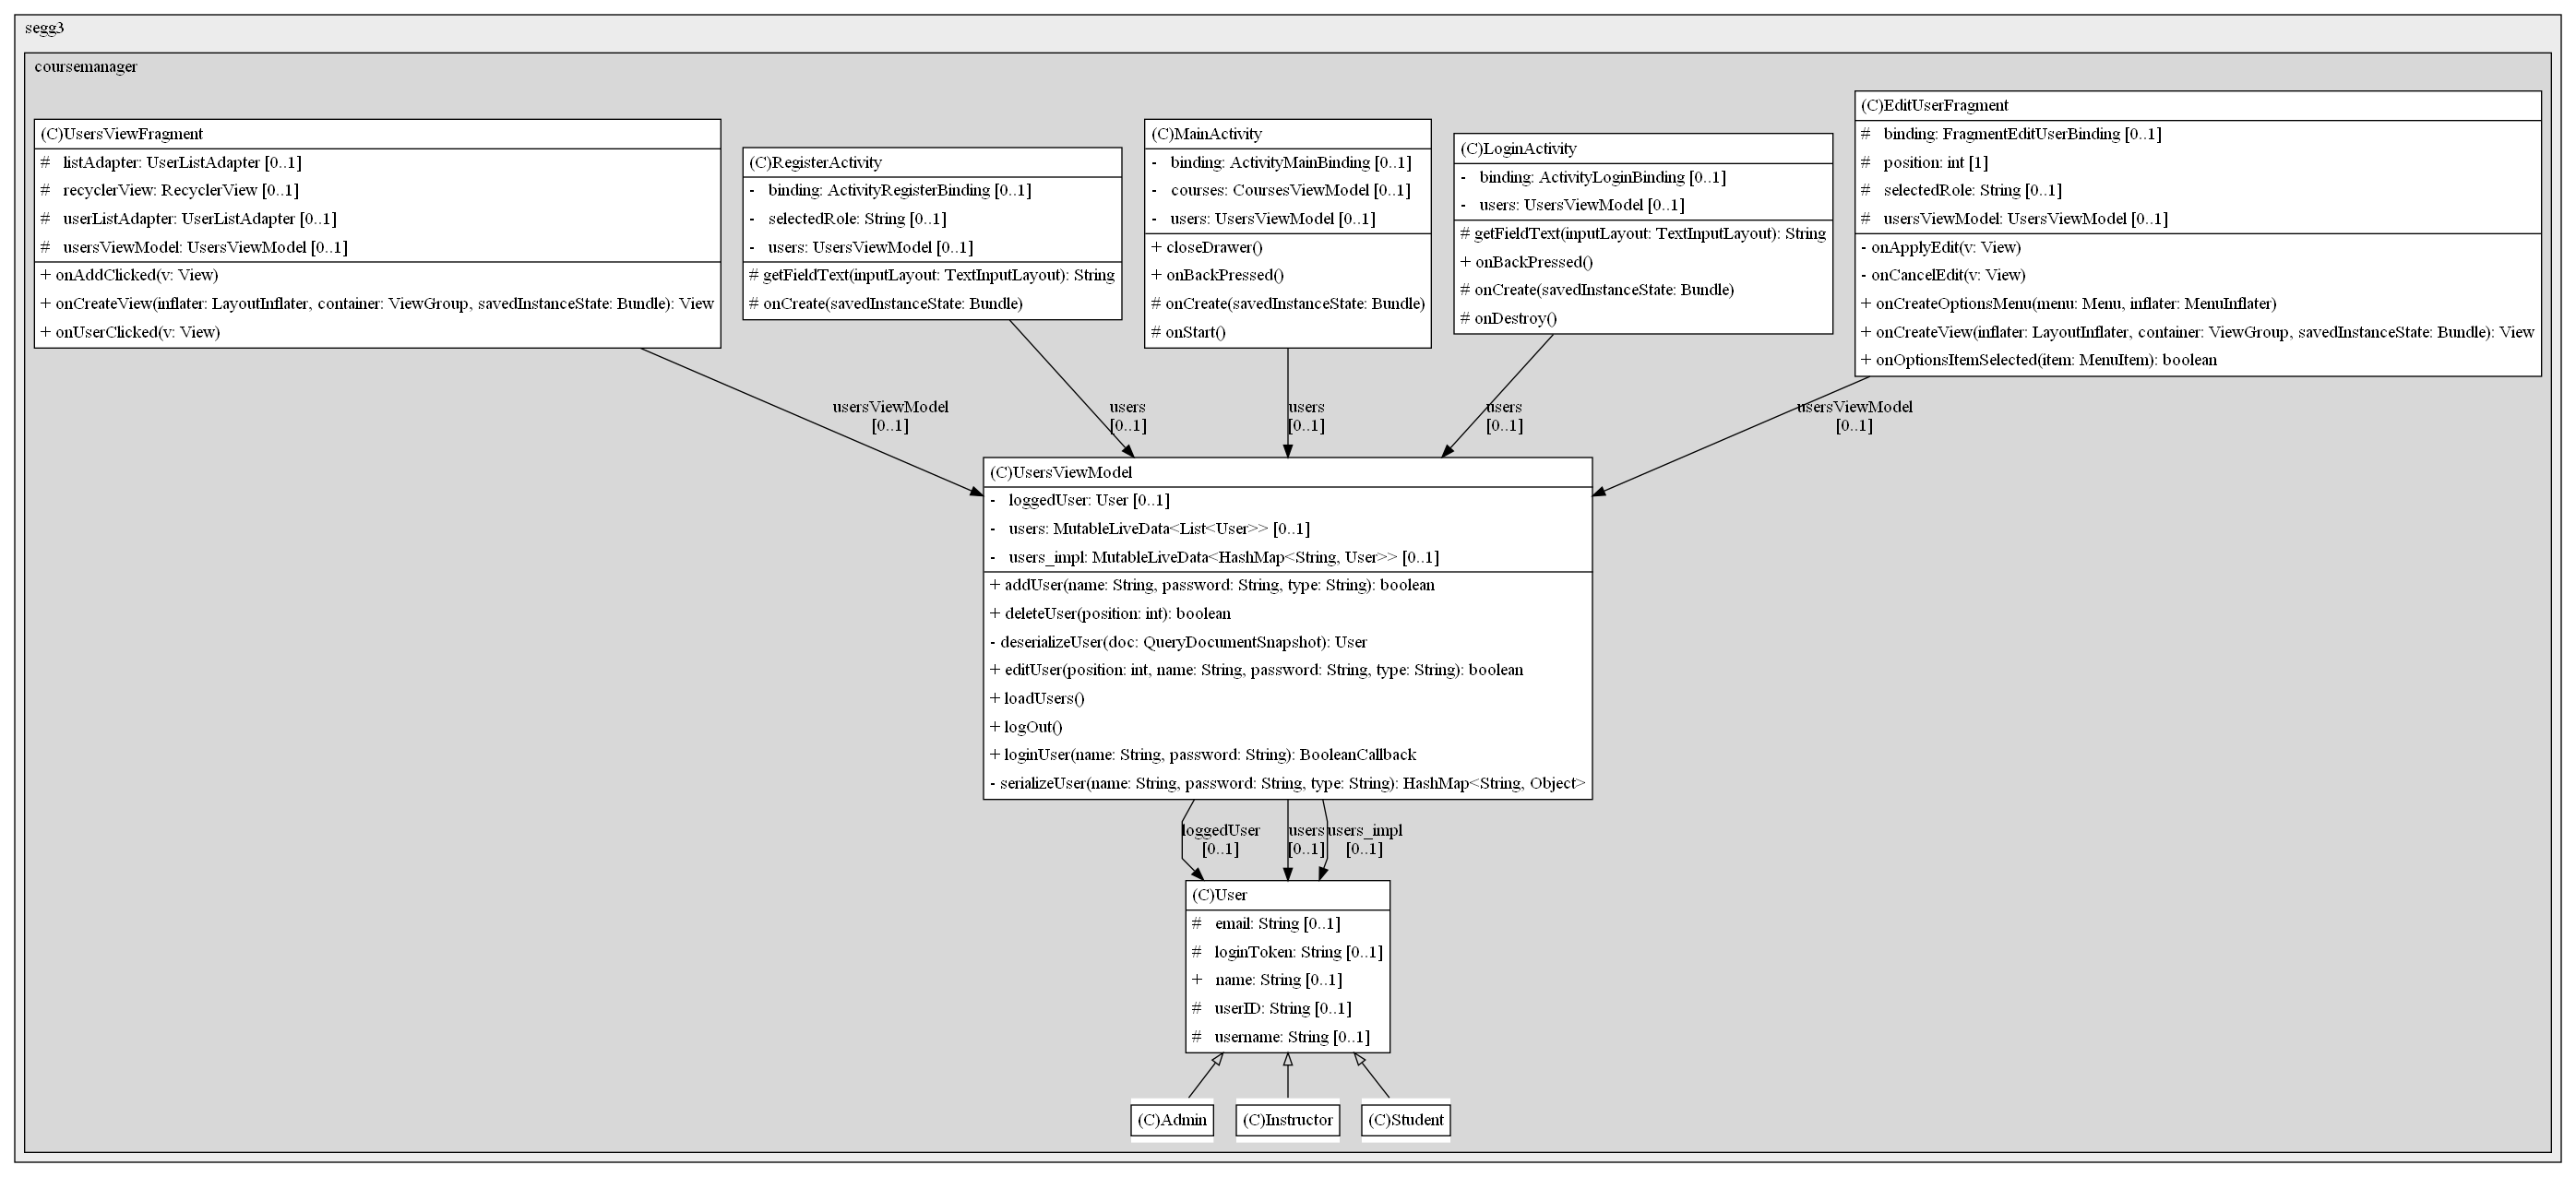 segg3
coursemanager
(C)UsersViewFragment
# listAdapter: UserListAdapter [0..1]
# recyclerView: RecyclerView [0..1]
# userListAdapter: UserListAdapter [0..1]
# usersViewModel: UsersViewModel [0..1]
+ onAddClicked(v: View)
+ onCreateView(inflater: LayoutInflater, container: ViewGroup, savedInstanceState: Bundle): View
+ onUserClicked(v: View)
(C)RegisterActivity
- binding: ActivityRegisterBinding [0..1]
- selectedRole: String [0..1]
- users: UsersViewModel [0..1]
# getFieldText(inputLayout: TextInputLayout): String
# onCreate(savedInstanceState: Bundle)
(C)MainActivity
- binding: ActivityMainBinding [0..1]
- courses: CoursesViewModel [0..1]
- users: UsersViewModel [0..1]
+ closeDrawer()
+ onBackPressed()
# onCreate(savedInstanceState: Bundle)
# onStart()
(C)LoginActivity
- binding: ActivityLoginBinding [0..1]
- users: UsersViewModel [0..1]
# getFieldText(inputLayout: TextInputLayout): String
+ onBackPressed()
# onCreate(savedInstanceState: Bundle)
# onDestroy()
(C)EditUserFragment
# binding: FragmentEditUserBinding [0..1]
# position: int [1]
# selectedRole: String [0..1]
# usersViewModel: UsersViewModel [0..1]
- onApplyEdit(v: View)
- onCancelEdit(v: View)
+ onCreateOptionsMenu(menu: Menu, inflater: MenuInflater)
+ onCreateView(inflater: LayoutInflater, container: ViewGroup, savedInstanceState: Bundle): View
+ onOptionsItemSelected(item: MenuItem): boolean
usersViewModel
[0..1]
users
[0..1]
users
[0..1]
users
[0..1]
usersViewModel
[0..1]
(C)UsersViewModel
- loggedUser: User [0..1]
- users: MutableLiveData<List<User>> [0..1]
- users_impl: MutableLiveData<HashMap<String, User>> [0..1]
+ addUser(name: String, password: String, type: String): boolean
+ deleteUser(position: int): boolean
- deserializeUser(doc: QueryDocumentSnapshot): User
+ editUser(position: int, name: String, password: String, type: String): boolean
+ loadUsers()
+ logOut()
+ loginUser(name: String, password: String): BooleanCallback
- serializeUser(name: String, password: String, type: String): HashMap<String, Object>
loggedUser
[0..1]
users
[0..1]
users_impl
[0..1]
(C)User
# email: String [0..1]
# loginToken: String [0..1]
+ name: String [0..1]
# userID: String [0..1]
# username: String [0..1]
(C)Admin
(C)Instructor
(C)Student